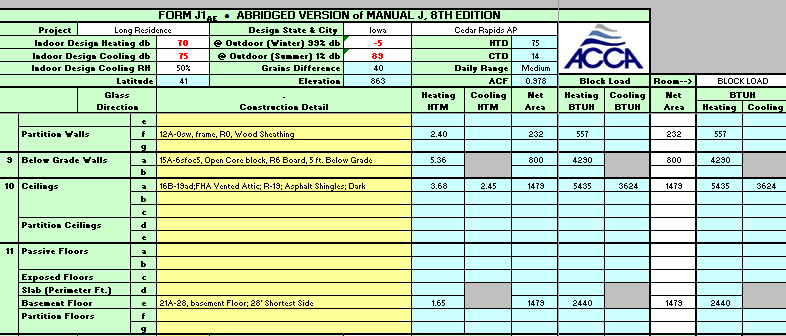 FORM J1AE • ABRIDGED VERSION of MANUAL J, 8TH EDITION
Project Long Residence Design State & City Iowa Cedar Rapids AP
Indoor Design Heating db 70 @ Outdoor (Winter) 99% db -5 HTD 75
Indoor Design Cooling db 75 @ Outdoor (Summer) 1% db 89 CTD 14
Indoor Design Cooling RH 50% Grains Difference 40 Daily Range Medium
ACCA
Latitude 41 Elevation 863 ACF 0.978 Block Load Room--> BLOCK LOAD
Glass - Heating Cooling Net Heating Cooling Net BTUH
Direction Construction Detail HTM HTM Area BTUH BTUH Area Heating Cooling
e
Partition Walls f 12A-0sw, frame, R0, Wood Sheathing 2.40 232 557 232 557
g
9 Below Grade Walls a 15A-6sfoc5, Open Core block, R6 Board, 5 ft. Below Grade 5.36 800 4290 800 4290
b
10 Ceilings a 16B-19ad;FHA Vented Attic; R-19; Asphalt Shingles; Dark 3.68 2.45 1479 5435 3624 1479 5435 3624
b
c
Partition Ceilings d
e
11 Passive Floors a
b
Exposed Floors c
Slab (Perimeter Ft.) d
Basement Floor e 21A-28, basement Floor; 28' Shortest Side 1.65 1479 2440 1479 2440
Partition Floors f
g